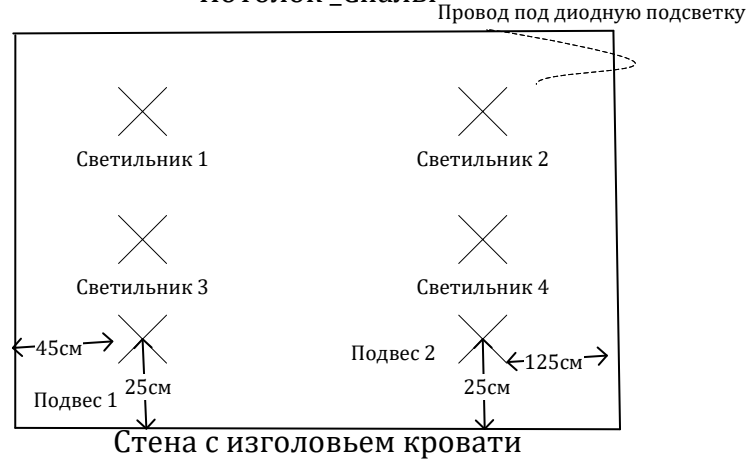 Провод под диодную подсветку
Светильник 1
Светильник 2
Светильник 3
Светильник 4
45см
Подвес 2
125см
25см
25см
Подвес 1
Стена с изголовьем кровати